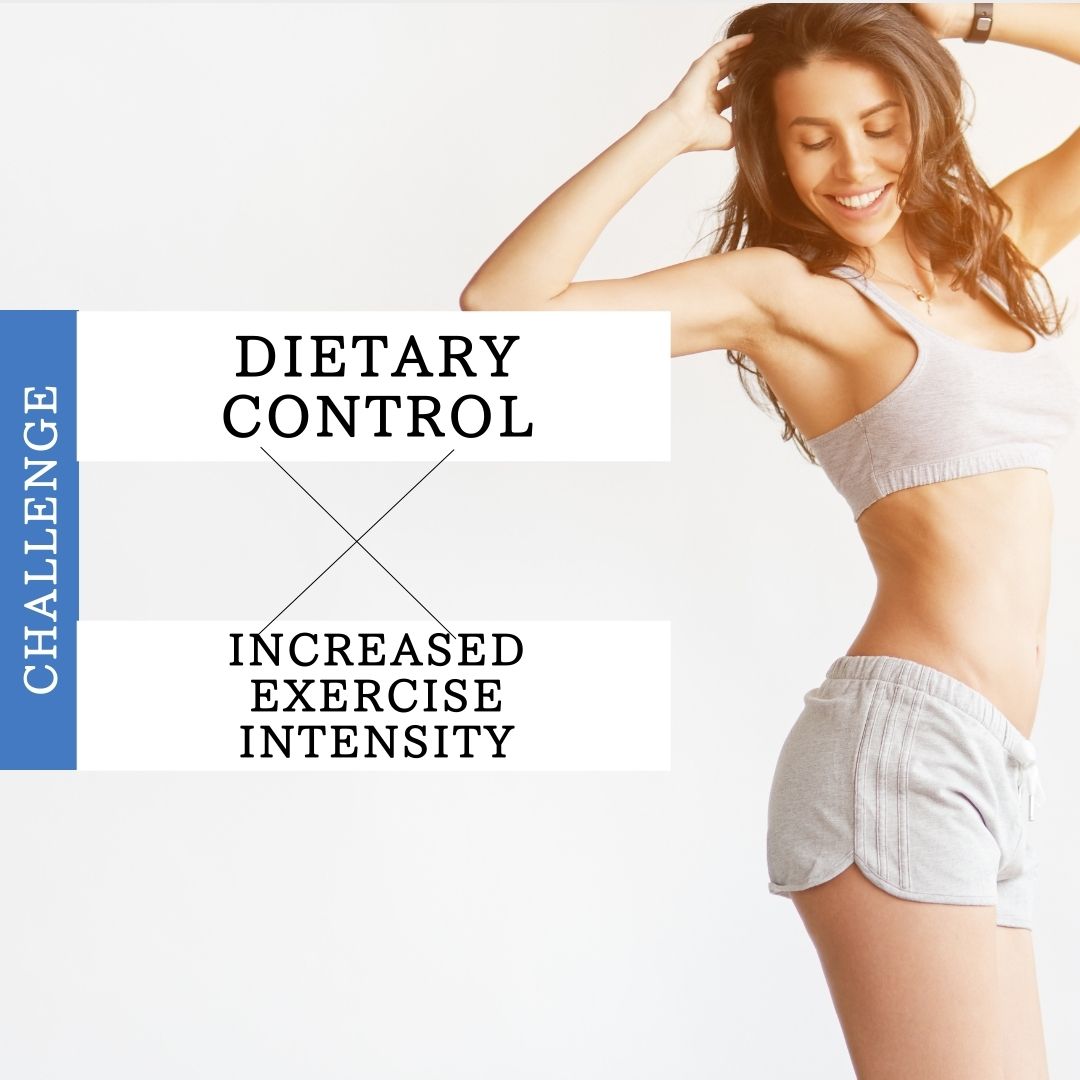 CHALLENGE
DIETARY
CONTROL
INCREASED
EXERCISE
INTENSITY